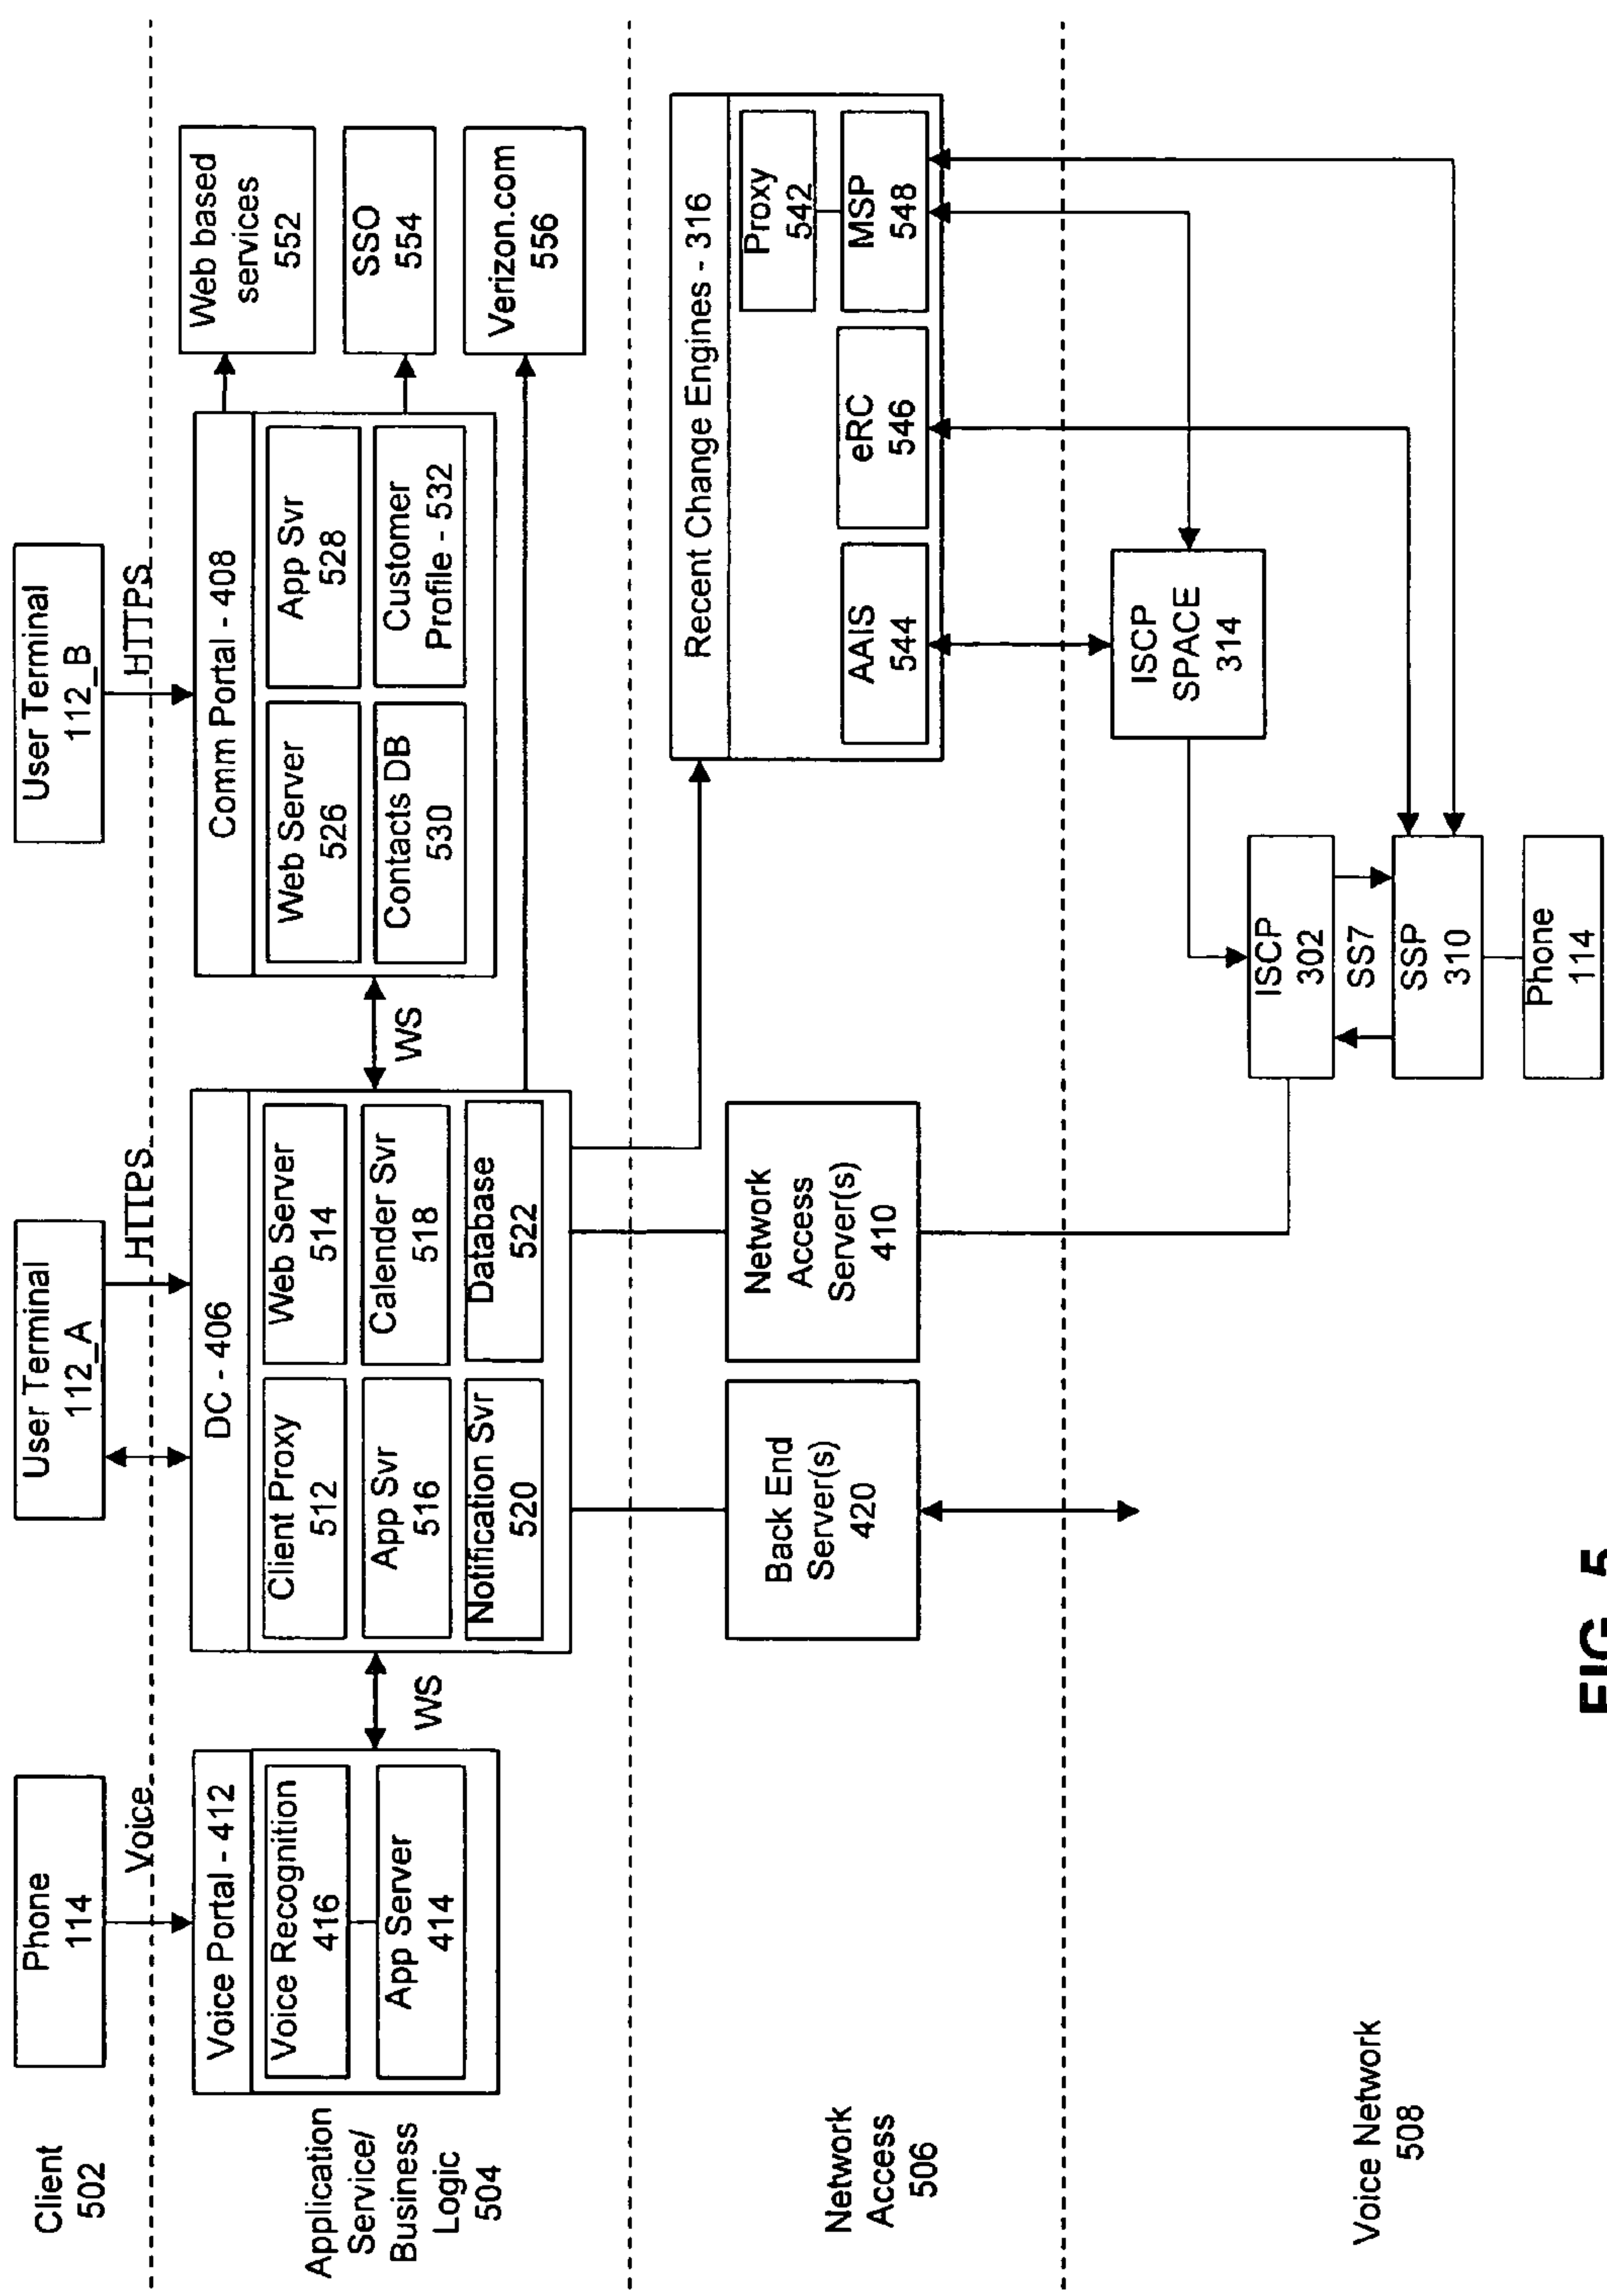 Client
502
Phone
114
User Terminal
112_A
User Terminal
112_B
Voice
HTTPS
HTTPS
Application
Service/
Business
Logic
504
Voice Portal - 412
Voice Recognition
416
App Server
414
WS
DC - 406
Client Proxy
512
Web Server
514
App Svr
516
Calender Svr
518
Notification Svr
520
Database
522
WS
Comm Portal - 408
Web Server
526
App Svr
528
Contacts DB
530
Customer
Profile - 532
Web based
services
552
SSO
554
Verizon.com
556
Network
Access
506
Back End
Server(s)
420
Network
Access
Server(s)
410
Recent Change Engines - 316
Proxy
542
AAIS
544
eRC
546
MSP
548
Voice Network
508
ISCP
SPACE
314
ISCP
302
SS7
SSP
310
Phone
114
FIG. 5